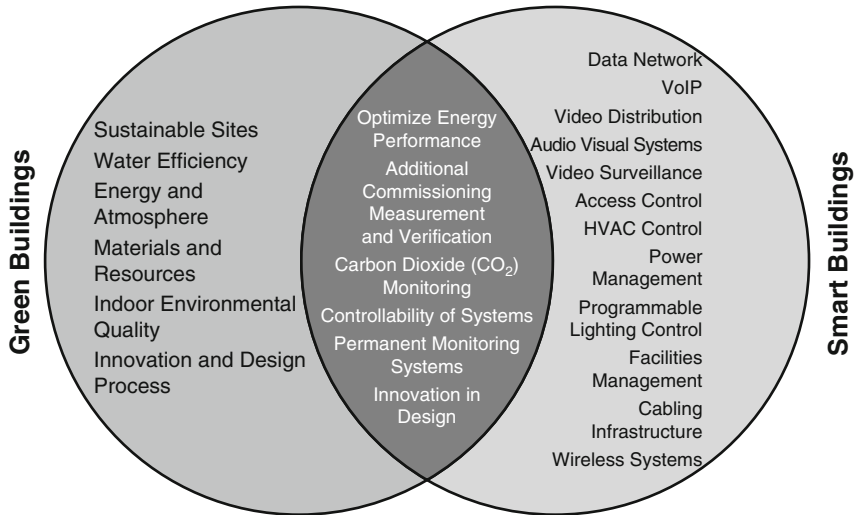 Green Buildings
Sustainable Sites
Water Efficiency
Energy and
Atmosphere
Materials and
Resources
Indoor Environmental
Quality
Innovation and Design
Process
Optimize Energy
Performance
Additional
Commissioning
Measurement
and Verification
Carbon Dioxide (CO₂)
Monitoring
Controllability of Systems
Permanent Monitoring
Systems
Innovation in
Design
Data Network
VoIP
Video Distribution
Audio Visual Systems
Video Surveillance
Access Control
HVAC Control
Power
Management
Programmable
Lighting Control
Facilities
Management
Cabling
Infrastructure
Wireless Systems
Smart Buildings